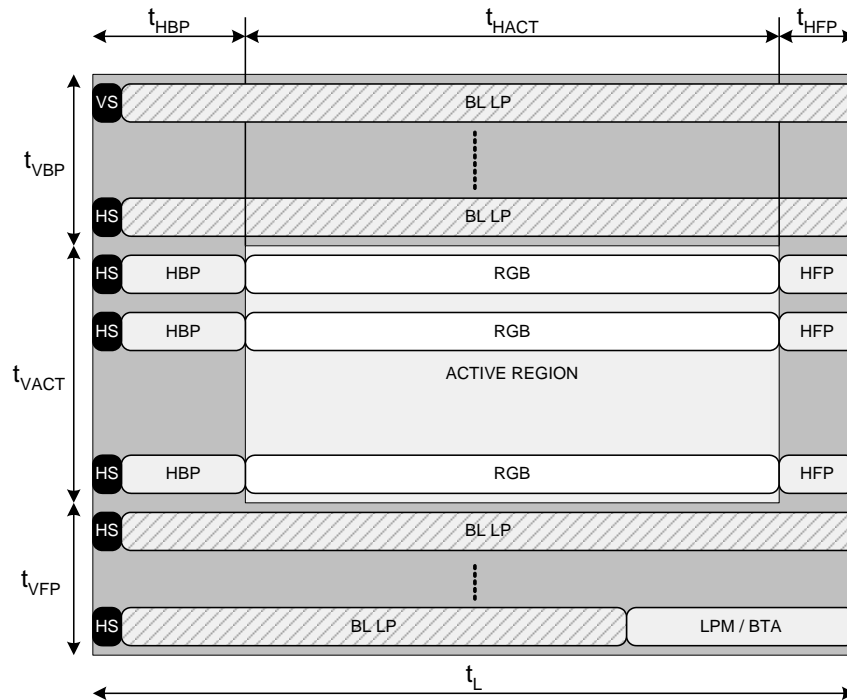 tHBP tHACT tHFP
VS BL LP
tVBP
HS BL LP
HS HBP RGB HFP
HS HBP RGB HFP
tVACT ACTIVE REGION
HS HBP RGB HFP
HS BL LP
tVFP
HS BL LP LPM / BTA
tL